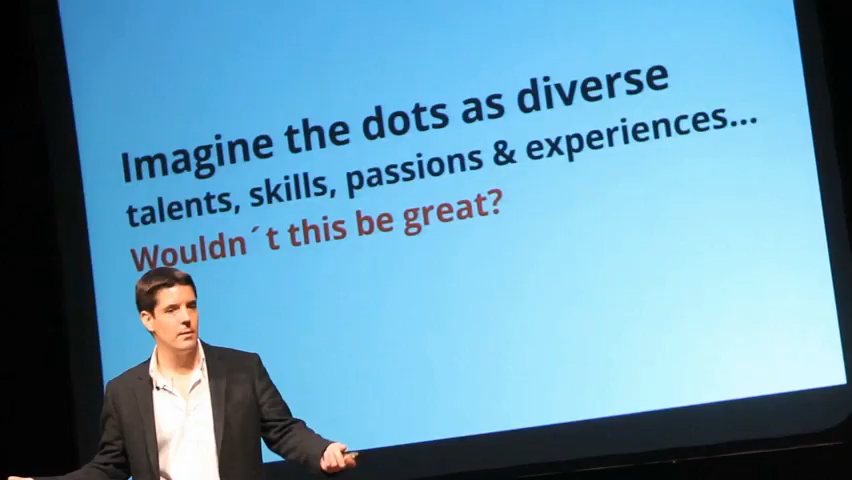 Imagine the dots as diverse
talents, skills, passions & experiences...
Wouldn´t this be great?